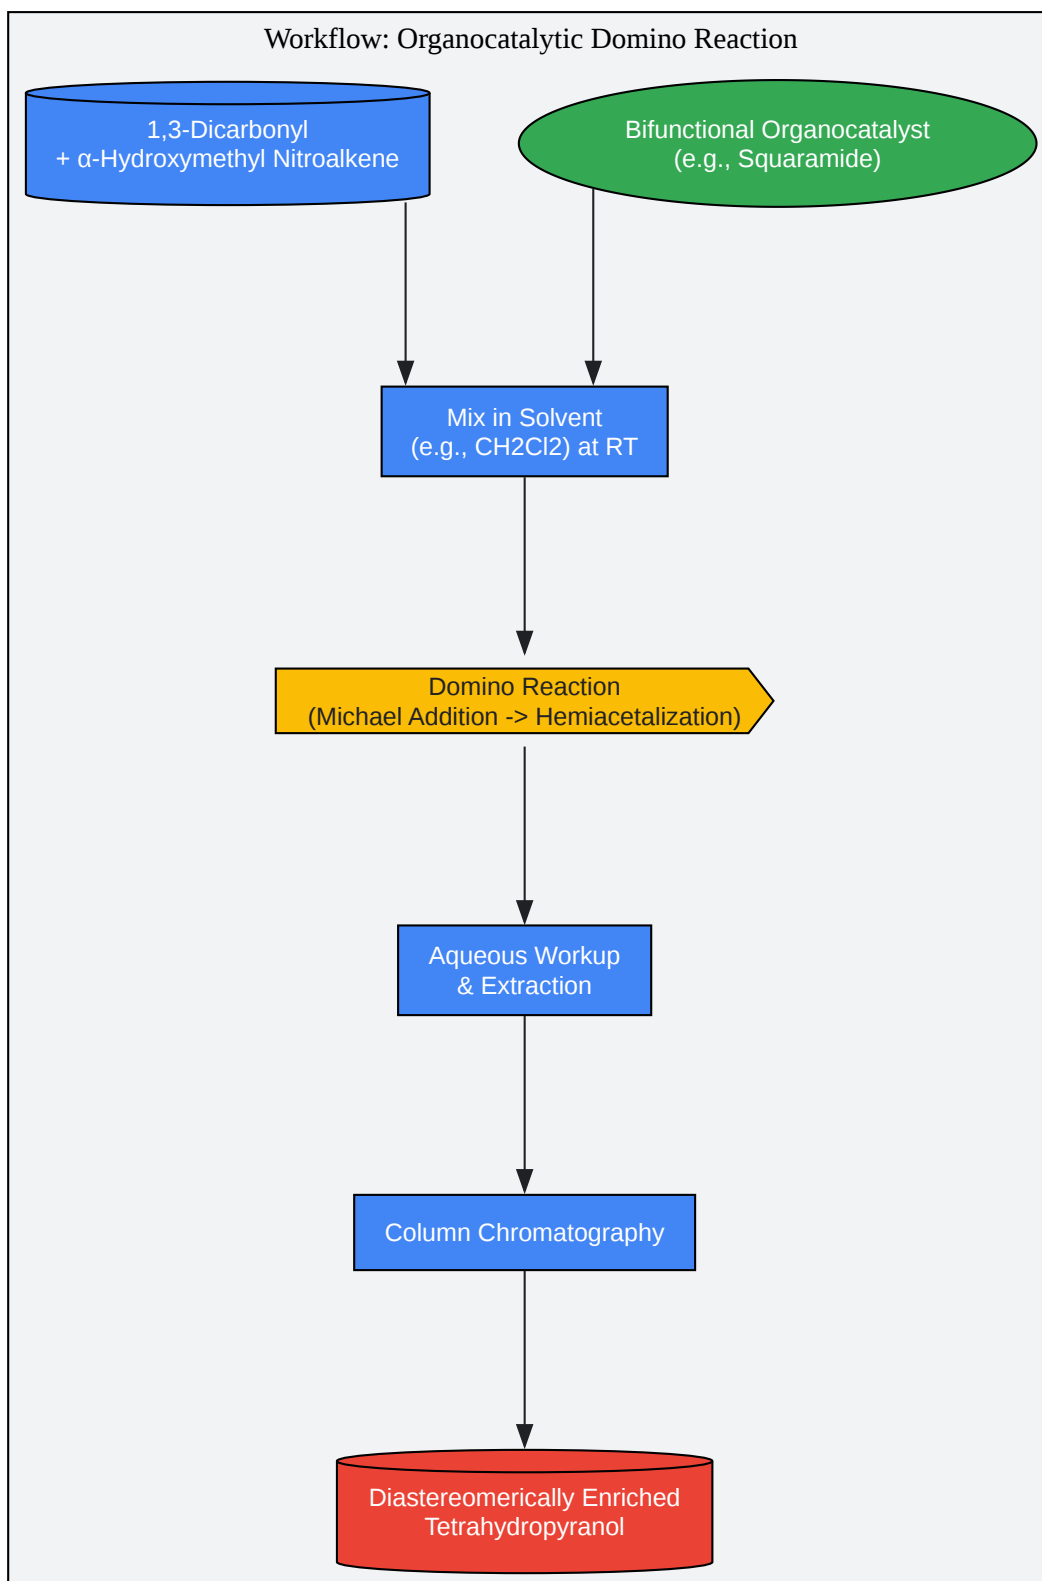 Workflow: Organocatalytic Domino Reaction
1,3-Dicarbonyl
+ α-Hydroxymethyl Nitroalkene
Bifunctional Organocatalyst
(e.g., Squaramide)
Mix in Solvent
(e.g., CH2Cl2) at RT
Domino Reaction
(Michael Addition -> Hemiacetalization)
Aqueous Workup
& Extraction
Column Chromatography
Diastereomerically Enriched
Tetrahydropyranol